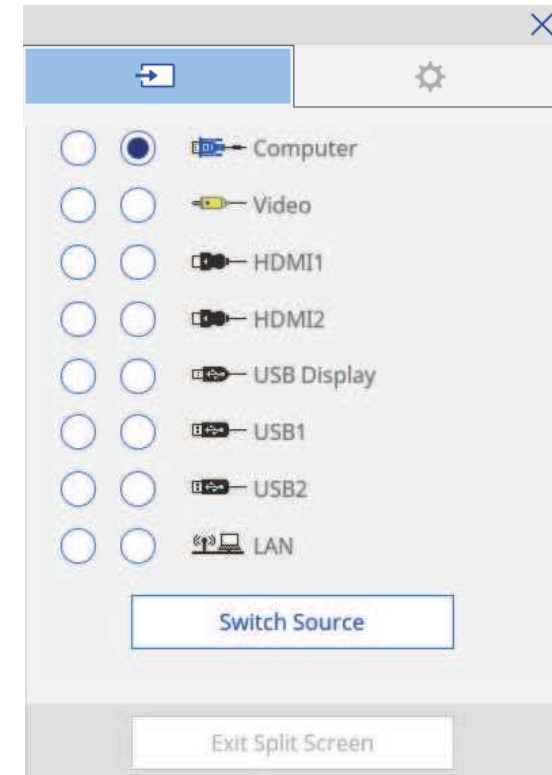 Computer
Video
HDMI1
HDMI2
USB Display
USB1
USB2
LAN
Switch Source
Exit Split Screen